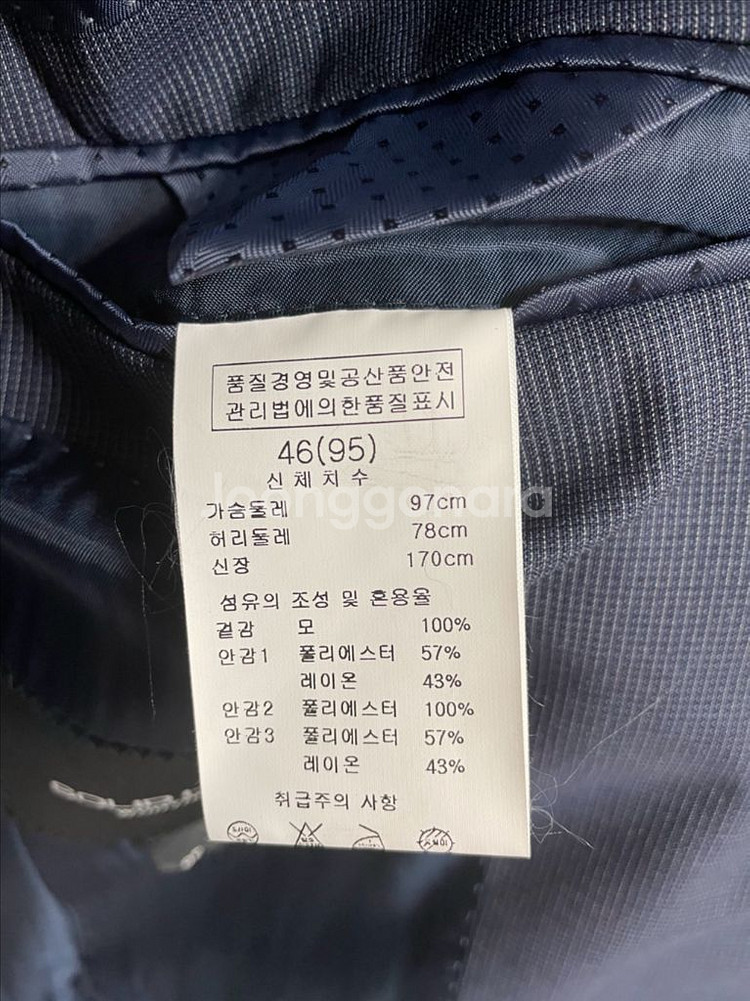 품질경영및공산품안전
관리법에의한품질표시
46(95)
신체치수
가슴둘레 97cm
허리둘레 78cm
신장 170cm
섬유의 조성 및 혼용율
겉감 모 100%
안감1 폴리에스터 57%
레이온 43%
안감2 폴리에스터 100%
안감3 폴리에스터 57%
레이온 43%
취급주의 사항
드라이
joonggonara